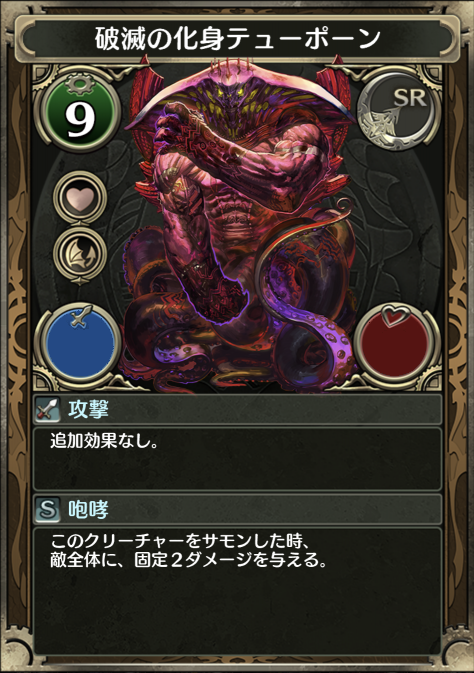 破滅の化身テューポーン
9
SR
攻撃
追加効果なし。
S 咆哮
このクリーチャーをサモンした時、
敵全体に、固定２ダメージを与える。